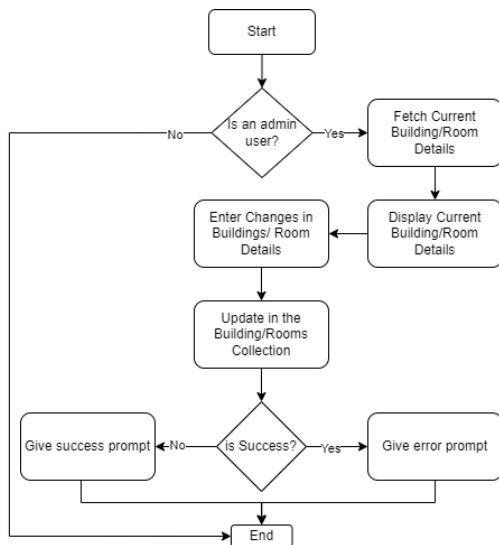 Start
Is an admin
user?
No
Yes
Fetch Current
Building/Room
Details
Enter Changes in
Buildings/ Room
Details
Display Current
Building/Room
Details
Update in the
Building/Rooms
Collection
Give success prompt
No
is Success?
Yes
Give error prompt
End